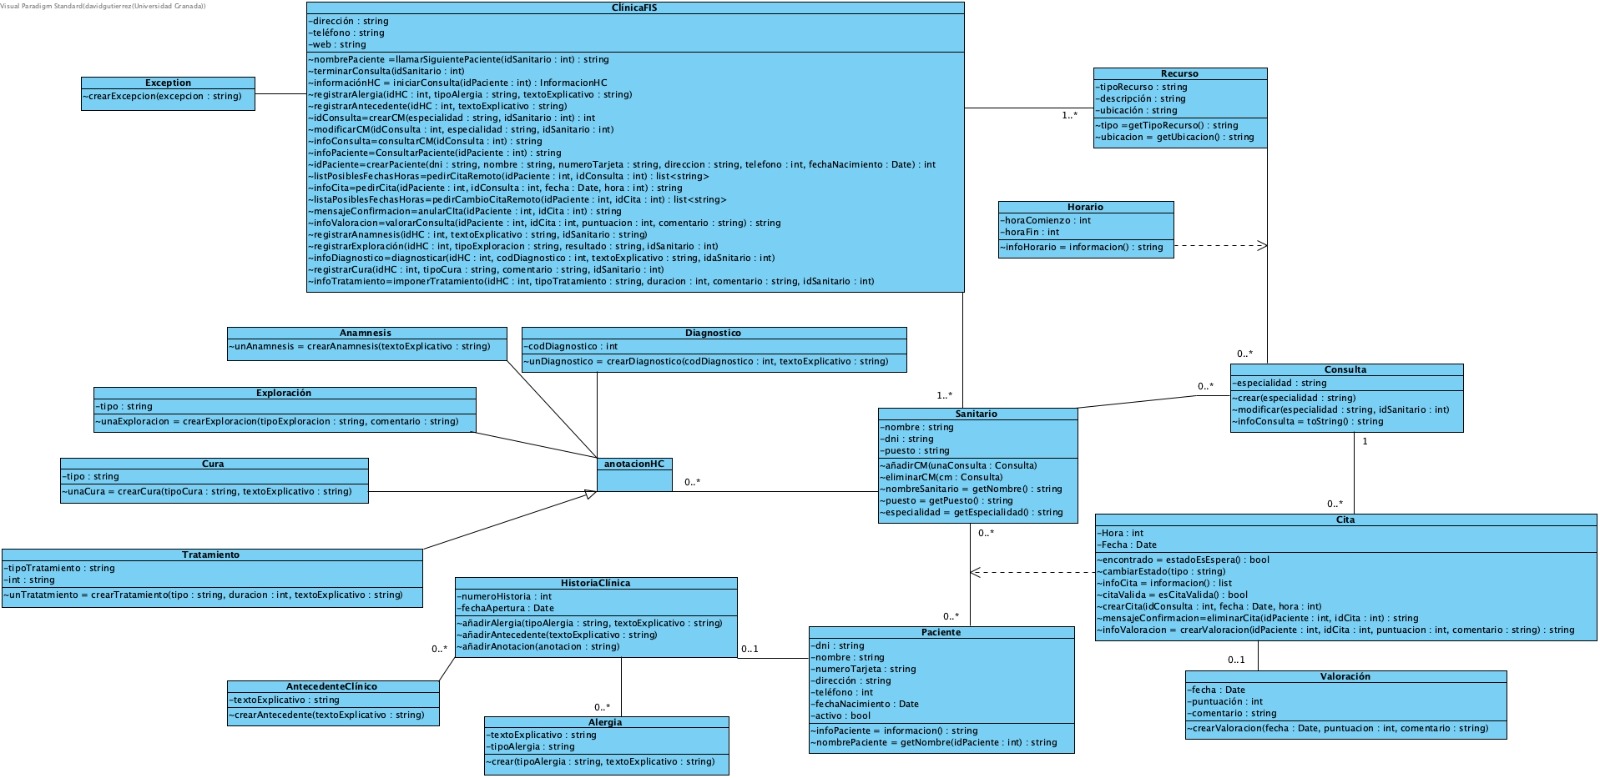 Visual Paradigm Standard(davidgutierrez(Universidad Granada))
ClínicaFIS
-dirección : string
-teléfono : string
-web : string
~nombrePaciente =llamarSiguientePaciente(idSanitario : int) : string
~terminarConsulta(idSanitario : int)
~informaciónHC = iniciarConsulta(idPaciente : int) : InformacionHC
~registrarAlergia(idHC : int, tipoAlergia : string, textoExplicativo : string)
~registrarAntecedente(idHC : int, textoExplicativo : string)
~idConsulta=crearCM(especialidad : string, idSanitario : int) : int
~modificarCM(idConsulta : int, especialidad : string, idSanitario : int)
~infoConsulta=consultarCM(idConsulta : int) : string
~infoPaciente=ConsultarPaciente(idPaciente : int) : string
~idPaciente=crearPaciente(dni : string, nombre : string, numeroTarjeta : string, direccion : string, telefono : int, fechaNacimiento : Date) : int
~listPosiblesFechasHoras=pedirCitaRemoto(idPaciente : int, idConsulta : int) : list<string>
~infoCita=pedirCita(idPaciente : int, idConsulta : int, fecha : Date, hora : int) : string
~listaPosiblesFechasHoras=pedirCambioCitaRemoto(idPaciente : int, idCita : int) : list<string>
~mensajeConfirmacion=anularCIta(idPaciente : int, idCita : int) : string
~infoValoracion=valorarConsulta(idPaciente : int, idCita : int, puntuacion : int, comentario : string) : string
~registrarAnamnesis(idHC : int, textoExplicativo : string, idSanitario : string)
~registrarExploración(idHC : int, tipoExploracion : string, resultado : string, idSanitario : int)
~infoDiagnostico=diagnosticar(idHC : int, codDiagnostico : int, textoExplicativo : string, idaSnitario : int)
~registrarCura(idHC : int, tipoCura : string, comentario : string, idSanitario : int)
~infoTratamiento=imponerTratamiento(idHC : int, tipoTratamiento : string, duracion : int, comentario : string, idSanitario : int)
Exception
~crearExcepcion(excepcion : string)
Recurso
-tipoRecurso : string
-descripción : string
-ubicación : string
~tipo =getTipoRecurso() : string
~ubicacion = getUbicacion() : string
1..*
Horario
-horaComienzo : int
-horaFin : int
~infoHorario = informacion() : string
0..*
Anamnesis
~unAnamnesis = crearAnamnesis(textoExplicativo : string)
Diagnostico
-codDiagnostico : int
~unDiagnostico = crearDiagnostico(codDiagnostico : int, textoExplicativo : string)
Consulta
-especialidad : string
~crear(especialidad : string)
~modificar(especialidad : string, idSanitario : int)
~infoConsulta = toString() : string
0..*
1..*
1
0..*
Exploración
-tipo : string
~unaExploracion = crearExploracion(tipoExploracion : string, comentario : string)
Sanitario
-nombre : string
-dni : string
-puesto : string
~añadirCM(unaConsulta : Consulta)
~eliminarCM(cm : Consulta)
~nombreSanitario = getNombre() : string
~puesto = getPuesto() : string
~especialidad = getEspecialidad() : string
Cura
-tipo : string
~unaCura = crearCura(tipoCura : string, textoExplicativo : string)
anotacionHC
0..*
0..*
Cita
-Hora : int
-Fecha : Date
~encontrado = estadoEsEspera() : bool
~cambiarEstado(tipo : string)
~infoCita = informacion() : list
~citaValida = esCitaValida() : bool
~crearCita(idConsulta : int, fecha : Date, hora : int)
~mensajeConfirmacion=eliminarCita(idPaciente : int, idCita : int) : string
~infoValoracion = crearValoracion(idPaciente : int, idCita : int, puntuacion : int, comentario : string) : string
Tratamiento
-tipoTratamiento : string
-int : string
~unTratatmiento = crearTratamiento(tipo : string, duracion : int, textoExplicativo : string)
HistoriaClínica
-numeroHistoria : int
-fechaApertura : Date
~añadirAlergia(tipoAlergia : string, textoExplicativo : string)
~añadirAntecedente(textoExplicativo : string)
~añadirAnotacion(anotacion : string)
0..*
0..1
0..*
0..*
Paciente
-dni : string
-nombre : string
-numeroTarjeta : string
-dirección : string
-teléfono : int
-fechaNacimiento : Date
-activo : bool
~infoPaciente = informacion() : string
~nombrePaciente = getNombre(idPaciente : int) : string
0..1
Valoración
-fecha : Date
-puntuación : int
-comentario : string
~crearValoracion(fecha : Date, puntuacion : int, comentario : string)
AntecedenteClínico
-textoExplicativo : string
~crearAntecedente(textoExplicativo : string)
Alergia
-textoExplicativo : string
-tipoAlergia : string
~crear(tipoAlergia : string, textoExplicativo : string)